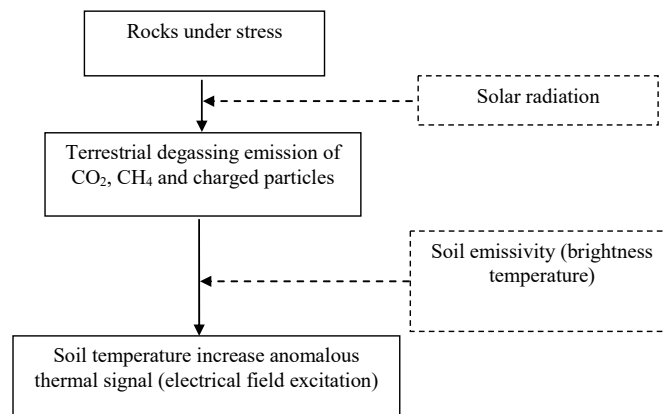 Rocks under stress
Solar radiation
Terrestrial degassing emission of
CO₂, CH₄ and charged particles
Soil emissivity (brightness
temperature)
Soil temperature increase anomalous
thermal signal (electrical field excitation)